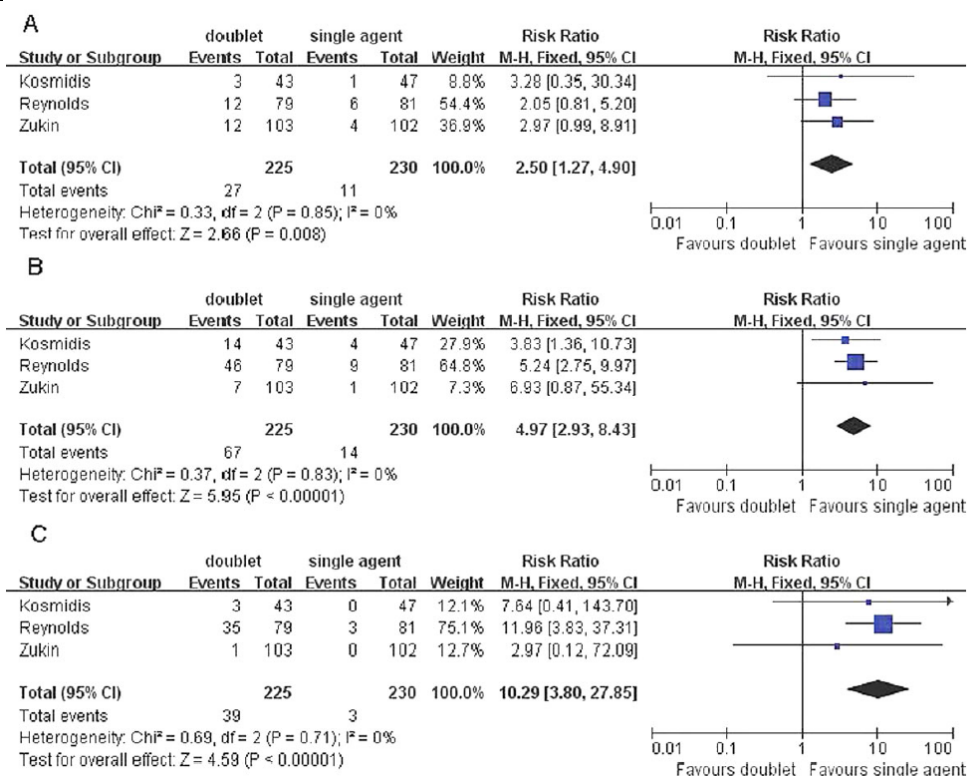 A
doublet single agent Risk Ratio Risk Ratio
Study or Subgroup Events Total Events Total Weight M-H, Fixed, 95% CI M-H, Fixed, 95% CI
Kosmidis 3 43 1 47 8.8% 3.28 [0.35, 30.34]
Reynolds 12 79 6 81 54.4% 2.05 [0.81, 5.20]
Zukin 12 103 4 102 36.9% 2.97 [0.99, 8.91]
Total (95% CI) 225 230 100.0% 2.50 [1.27, 4.90]
Total events 27 11
Heterogeneity: Chi² = 0.33, df = 2 (P = 0.85); I² = 0%
Test for overall effect: Z = 2.66 (P = 0.008)
0.01 0.1 1 10 100
Favours doublet Favours single agent
B
doublet single agent Risk Ratio Risk Ratio
Study or Subgroup Events Total Events Total Weight M-H, Fixed, 95% CI M-H, Fixed, 95% CI
Kosmidis 14 43 4 47 27.9% 3.83 [1.36, 10.73]
Reynolds 46 79 9 81 64.8% 5.24 [2.75, 9.97]
Zukin 7 103 1 102 7.3% 6.93 [0.87, 55.34]
Total (95% CI) 225 230 100.0% 4.97 [2.93, 8.43]
Total events 67 14
Heterogeneity: Chi² = 0.37, df = 2 (P = 0.83); I² = 0%
Test for overall effect: Z = 5.95 (P < 0.00001)
0.01 0.1 1 10 100
Favours doublet Favours single agent
C
doublet single agent Risk Ratio Risk Ratio
Study or Subgroup Events Total Events Total Weight M-H, Fixed, 95% CI M-H, Fixed, 95% CI
Kosmidis 3 43 0 47 12.1% 7.64 [0.41, 143.70]
Reynolds 35 79 3 81 75.1% 11.96 [3.83, 37.31]
Zukin 1 103 0 102 12.7% 2.97 [0.12, 72.09]
Total (95% CI) 225 230 100.0% 10.29 [3.80, 27.85]
Total events 39 3
Heterogeneity: Chi² = 0.69, df = 2 (P = 0.71); I² = 0%
Test for overall effect: Z = 4.59 (P < 0.00001)
0.01 0.1 1 10 100
Favours doublet Favours single agent